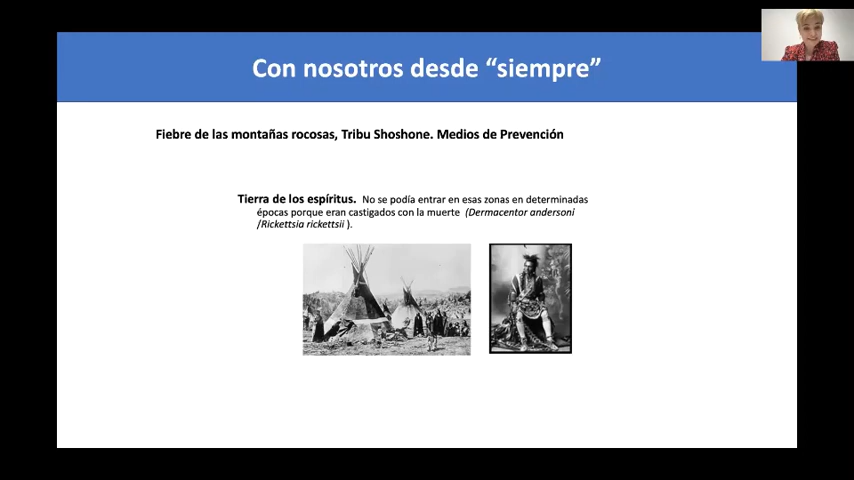 Con nosotros desde “siempre”
Fiebre de las montañas rocosas, Tribu Shoshone. Medios de Prevención
Tierra de los espíritus. No se podía entrar en esas zonas en determinadas
épocas porque eran castigados con la muerte (Dermacentor andersoni
/Rickettsia rickettsii ).